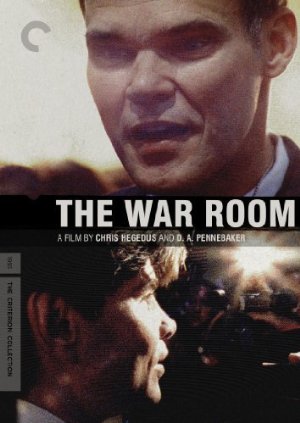 THE WAR ROOM
A FILM BY CHRIS HEGEDUS AND D. A. PENNEBAKER
THE CRITERION COLLECTION